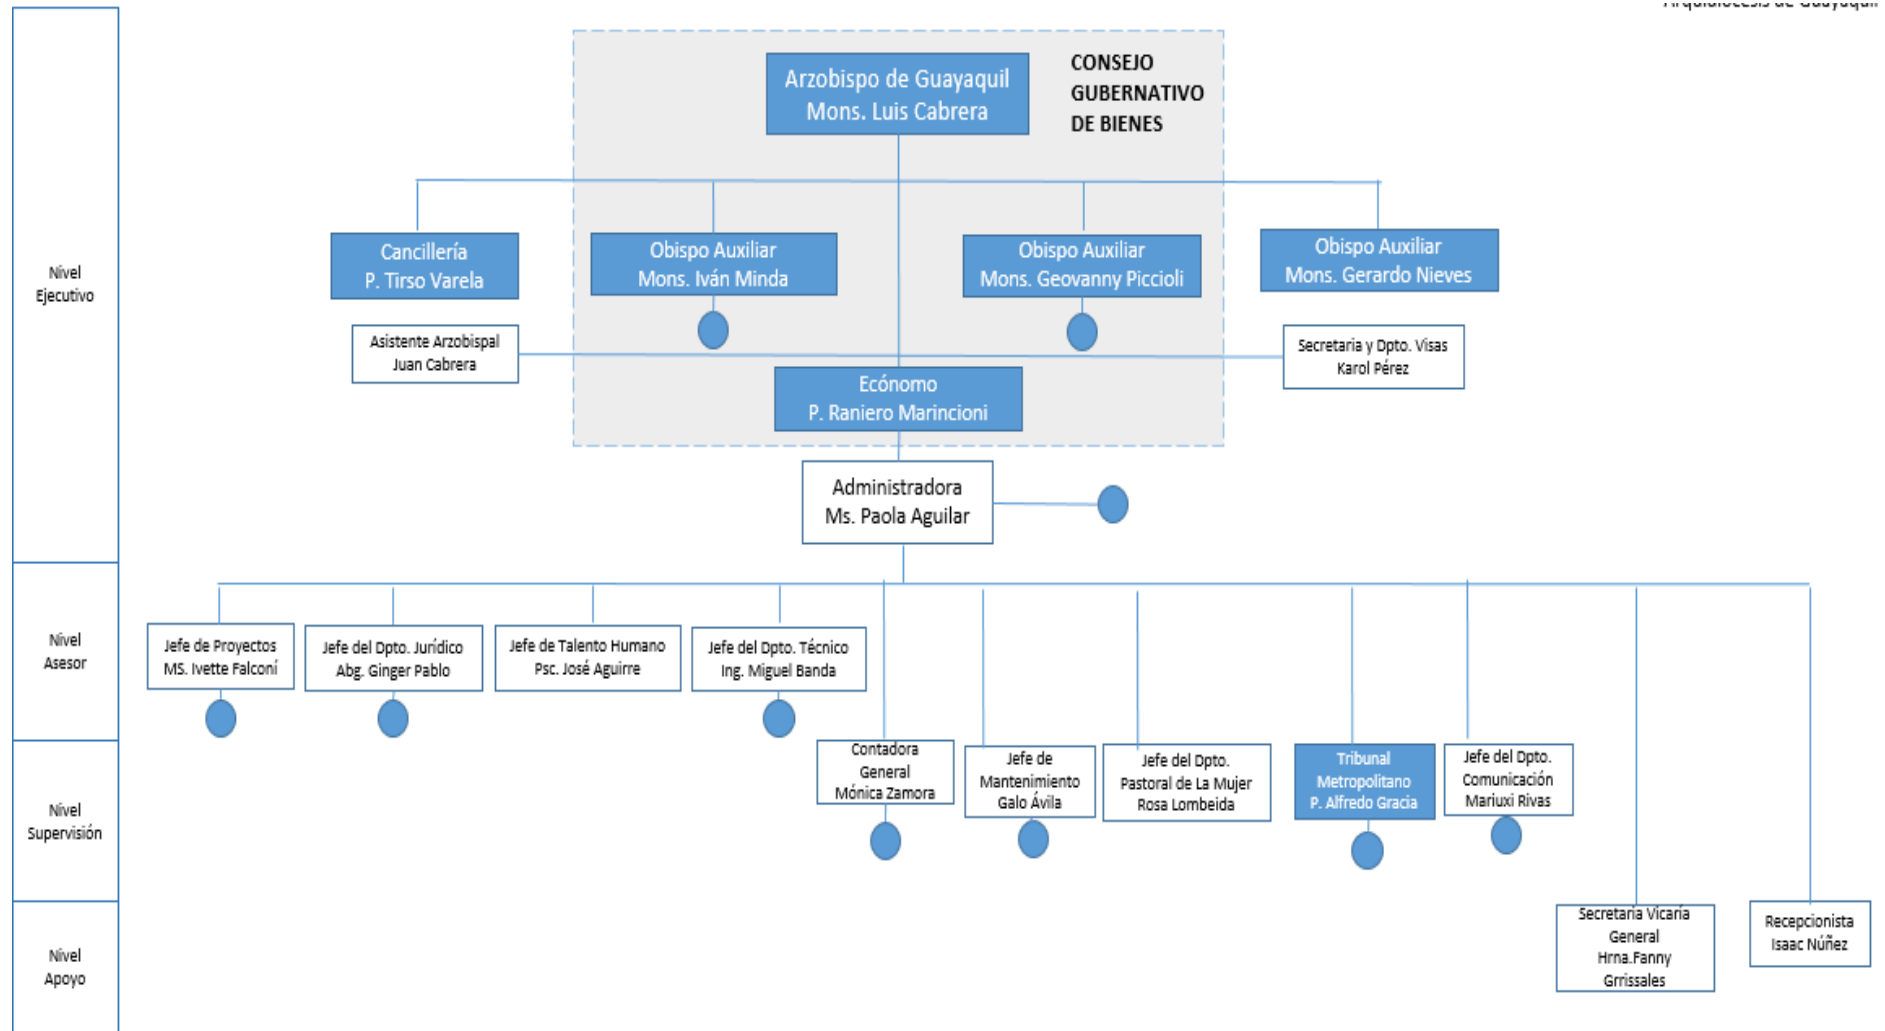 Arquidiócesis de Guayaquil
CONSEJO
GUBERNATIVO
DE BIENES
Arzobispo de Guayaquil
Mons. Luis Cabrera
Nivel
Ejecutivo
Cancillería
P. Tirso Varela
Obispo Auxiliar
Mons. Iván Minda
Obispo Auxiliar
Mons. Geovanny Piccioli
Obispo Auxiliar
Mons. Gerardo Nieves
Asistente Arzobispal
Juan Cabrera
Secretaria y Dpto. Visas
Karol Pérez
Ecónomo
P. Raniero Marincioni
Administradora
Ms. Paola Aguilar
Nivel
Asesor
Jefe de Proyectos
MS. Ivette Falconí
Jefe del Dpto. Jurídico
Abg. Ginger Pablo
Jefe de Talento Humano
Psc. José Aguirre
Jefe del Dpto. Técnico
Ing. Miguel Banda
Nivel
Supervisión
Contadora
General
Mónica Zamora
Jefe de
Mantenimiento
Galo Ávila
Jefe del Dpto.
Pastoral de La Mujer
Rosa Lombeida
Tribunal
Metropolitano
P. Alfredo Gracia
Jefe del Dpto.
Comunicación
Mariuxi Rivas
Nivel
Apoyo
Secretaria Vicaría
General
Hrna.Fanny
Grrissales
Recepcionista
Isaac Núñez